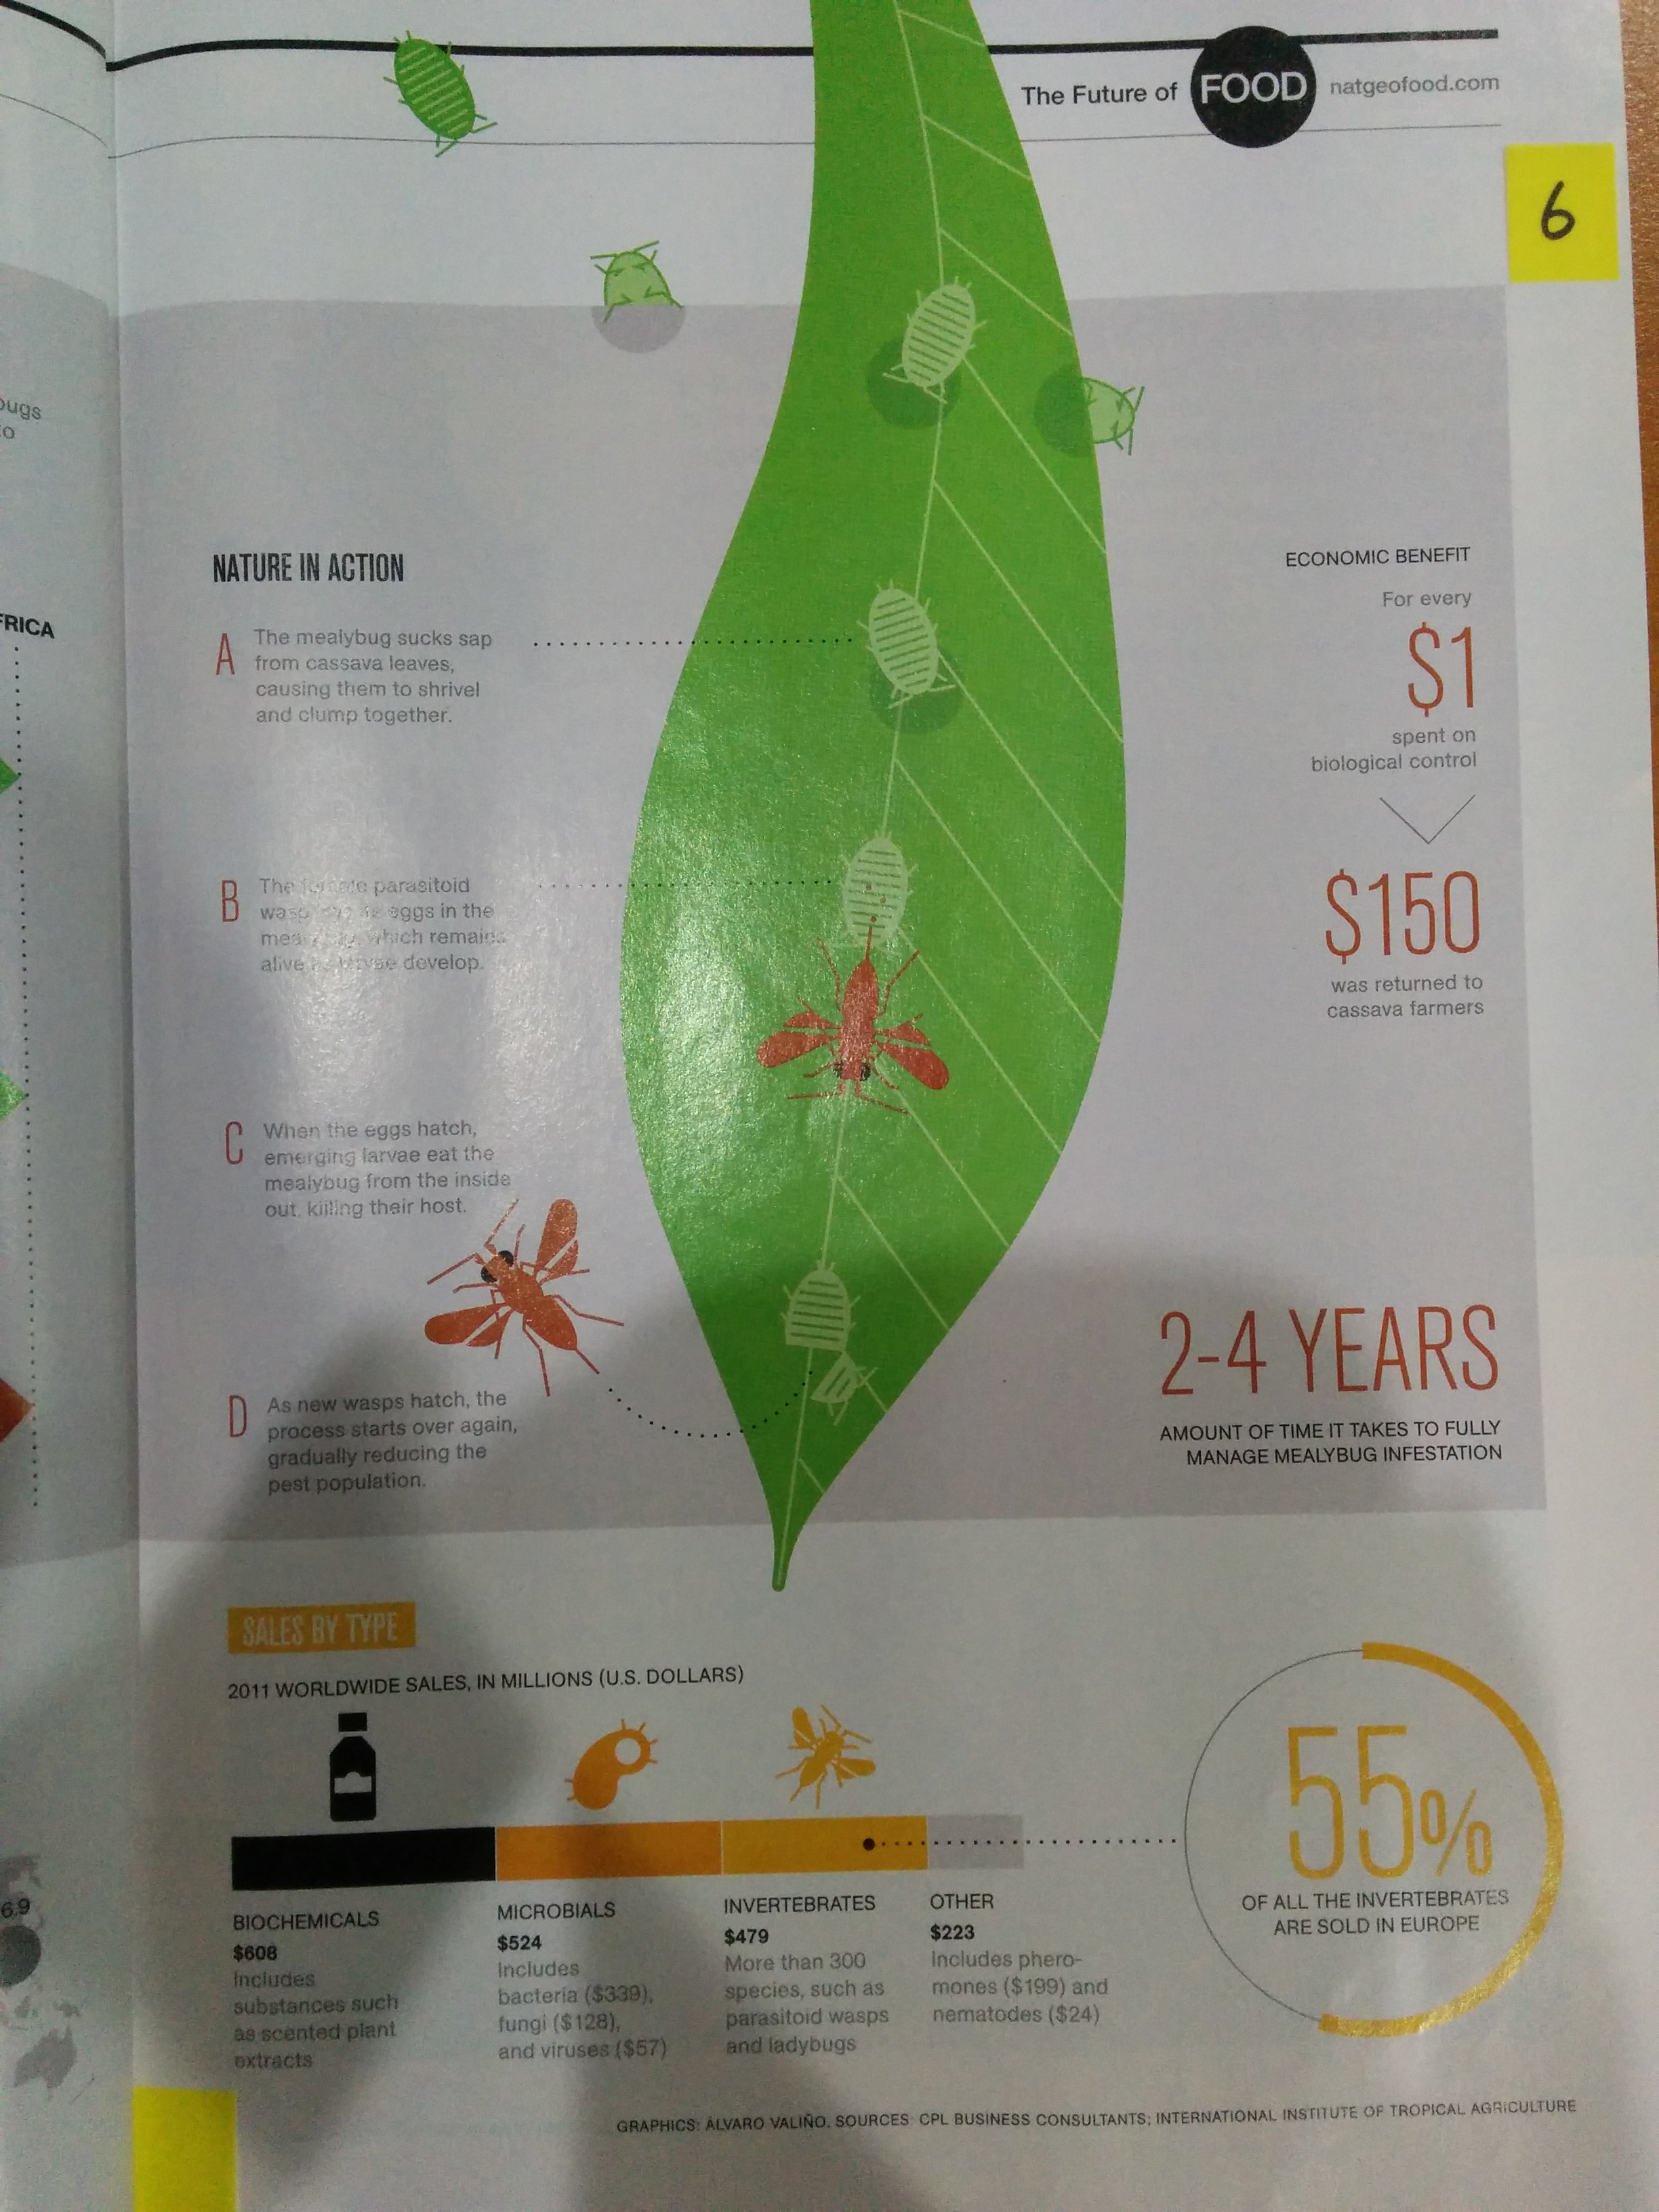 The Future of FOOD natgeofood.com
6
bugs
to
FRICA
6.9
NATURE IN ACTION
A
The mealybug sucks sap
from cassava leaves,
causing them to shrivel
and clump together.
B
The female parasitoid
wasp eggs in the
mealybug, which remains
alive as larvae develop.
C
When the eggs hatch,
emerging larvae eat the
mealybug from the inside
out, killing their host.
D
As new wasps hatch, the
process starts over again,
gradually reducing the
pest population.
ECONOMIC BENEFIT
For every
$1
spent on
biological control
$150
was returned to
cassava farmers
2-4 YEARS
AMOUNT OF TIME IT TAKES TO FULLY
MANAGE MEALYBUG INFESTATION
SALES BY TYPE
2011 WORLDWIDE SALES, IN MILLIONS (U.S. DOLLARS)
BIOCHEMICALS
$608
Includes
substances such
as scented plant
extracts
MICROBIALS
$524
Includes
bacteria ($339),
fungi ($128),
and viruses ($57)
INVERTEBRATES
$479
More than 300
species, such as
parasitoid wasps
and ladybugs
OTHER
$223
Includes phero-
mones ($199) and
nematodes ($24)
55%
OF ALL THE INVERTEBRATES
ARE SOLD IN EUROPE
GRAPHICS: ÁLVARO VALIÑO. SOURCES: CPL BUSINESS CONSULTANTS; INTERNATIONAL INSTITUTE OF TROPICAL AGRICULTURE